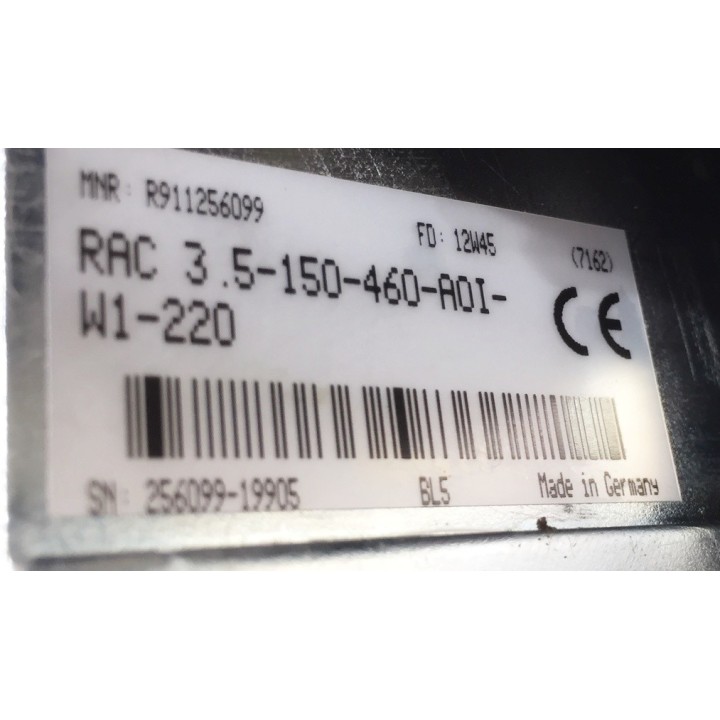 MNR: R911256099
FD: 12W45
(7162)
RAC 3.5-150-460-A0I-
W1-220
CE
SN: 256099-19905
BL5
Made in Germany